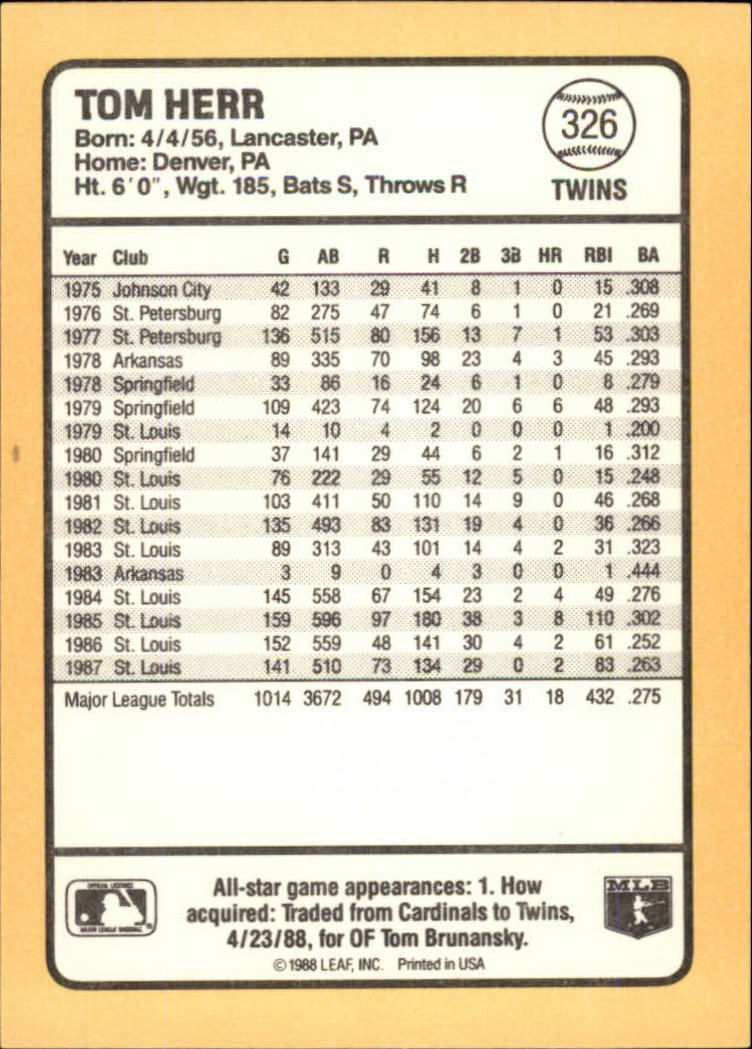 TOM HERR
Born: 4/4/56, Lancaster, PA
Home: Denver, PA
Ht. 6'0", Wgt. 185, Bats S, Throws R
326
TWINS
Year Club G AB R H 2B 3B HR RBI BA
1975 Johnson City 42 133 29 41 8 1 0 15 .308
1976 St. Petersburg 82 275 47 74 6 1 0 21 .269
1977 St. Petersburg 136 515 80 156 13 7 1 53 .303
1978 Arkansas 89 335 70 98 23 4 3 45 .293
1978 Springfield 33 86 16 24 6 1 0 8 .279
1979 Springfield 109 423 74 124 20 6 6 48 .293
1979 St. Louis 14 10 4 2 0 0 0 1 .200
1980 Springfield 37 141 29 44 6 2 1 16 .312
1980 St. Louis 76 222 29 55 12 5 0 15 .248
1981 St. Louis 103 411 50 110 14 9 0 46 .268
1982 St. Louis 135 493 83 131 19 4 0 36 .266
1983 St. Louis 89 313 43 101 14 4 2 31 .323
1983 Arkansas 3 9 0 4 3 0 0 1 .444
1984 St. Louis 145 558 67 154 23 2 4 49 .276
1985 St. Louis 159 596 97 180 38 3 8 110 .302
1986 St. Louis 152 559 48 141 30 4 2 61 .252
1987 St. Louis 141 510 73 134 29 0 2 83 .263
Major League Totals 1014 3672 494 1008 179 31 18 432 .275
All-star game appearances: 1. How
acquired: Traded from Cardinals to Twins,
4/23/88, for OF Tom Brunansky.
© 1988 LEAF, INC. Printed in USA
OFFICIAL LICENSEE
MAJOR LEAGUE BASEBALL
MLB